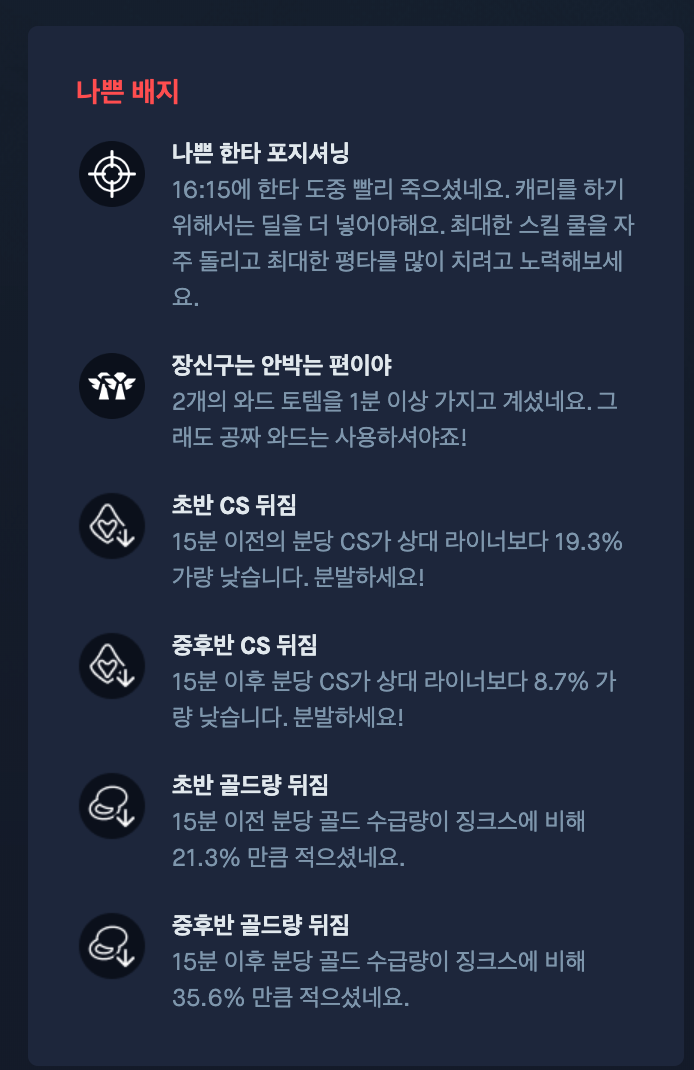 나쁜 배지
나쁜 한타 포지셔닝
16:15에 한타 도중 빨리 죽으셨네요. 캐리를 하기
위해서는 딜을 더 넣어야해요. 최대한 스킬 쿨을 자
주 돌리고 최대한 평타를 많이 치려고 노력해보세
요.
장신구는 안박는 편이야
2개의 와드 토템을 1분 이상 가지고 계셨네요. 그
래도 공짜 와드는 사용하셔야죠!
초반 CS 뒤짐
15분 이전의 분당 CS가 상대 라이너보다 19.3%
가량 낮습니다. 분발하세요!
중후반 CS 뒤짐
15분 이후 분당 CS가 상대 라이너보다 8.7% 가
량 낮습니다. 분발하세요!
초반 골드량 뒤짐
15분 이전 분당 골드 수급량이 징크스에 비해
21.3% 만큼 적으셨네요.
중후반 골드량 뒤짐
15분 이후 분당 골드 수급량이 징크스에 비해
35.6% 만큼 적으셨네요.